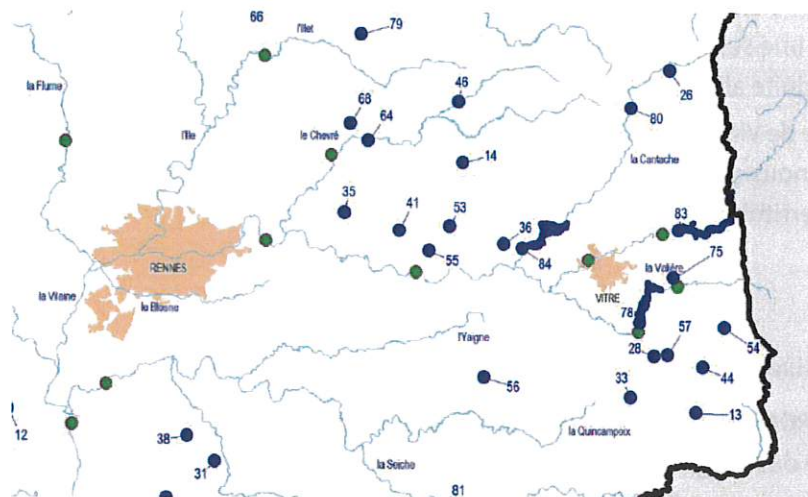 66
l'Illet
79
la Flume
46
26
68
l'Ille
le Chevré
64
80
14
la Cantache
35
41
53
36
83
84
75
55
RENNES
la Valière
VITRE
la Vilaine
le Blosne
78
l'Yaigne
57
54
28
56
33
44
13
12
38
la Quincampoix
31
la Seiche
81